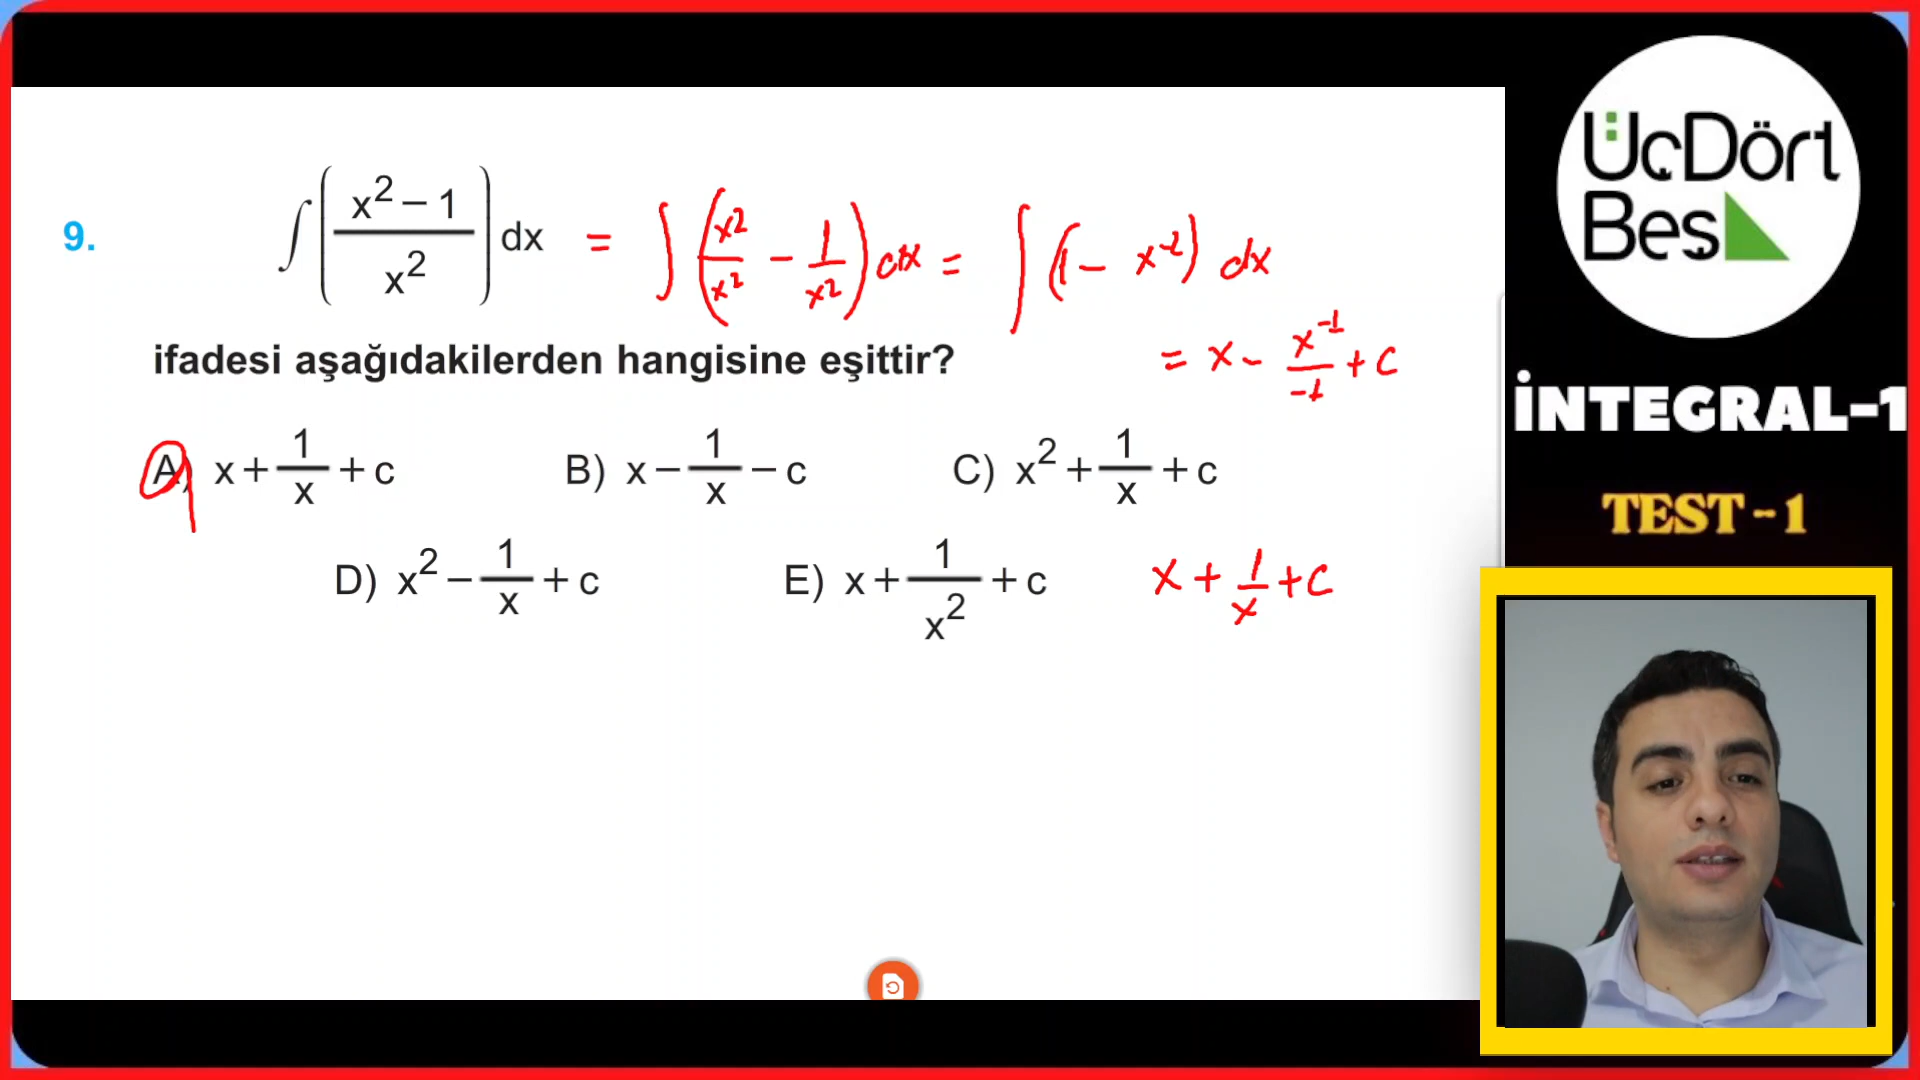 9. ∫ ( (x² − 1) / x² ) dx = ∫ ( x²/x² − 1/x² ) dx = ∫ (1 − x⁻²) dx
ifadesi aşağıdakilerden hangisine eşittir?
= x − x⁻¹/−1 + c
A) x + 1/x + c
B) x − 1/x − c
C) x² + 1/x + c
D) x² − 1/x + c
E) x + 1/x² + c
x + 1/x + c
ÜçDört
Beş
İNTEGRAL-1
TEST - 1